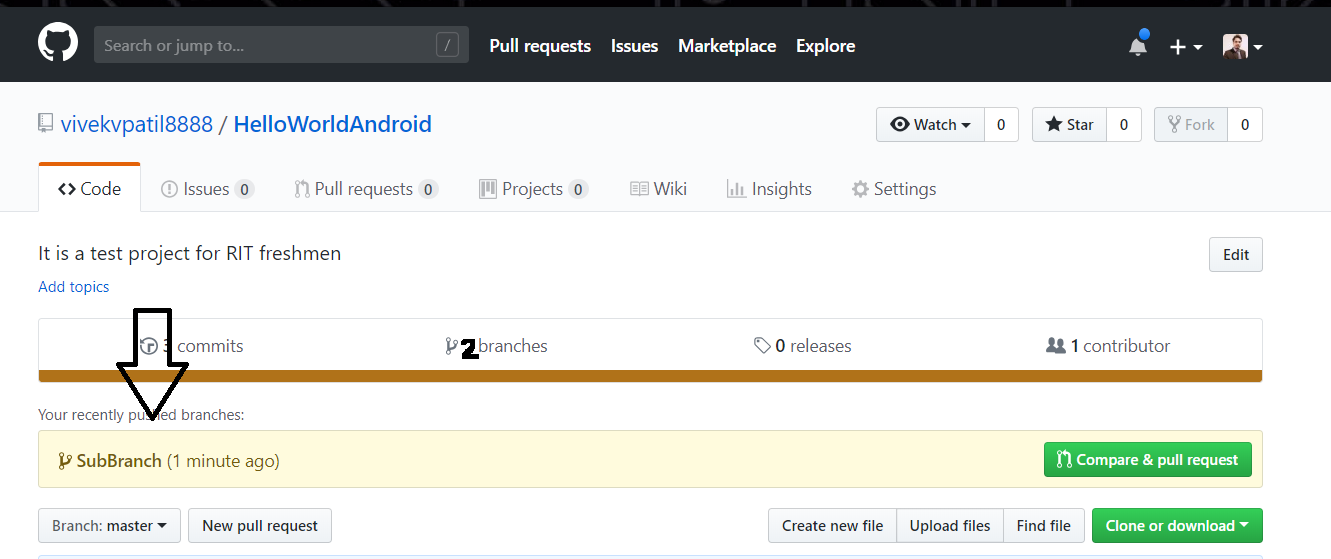 Search or jump to... / Pull requests Issues Marketplace Explore
vivekvpatil8888 / HelloWorldAndroid Watch 0 Star 0 Fork 0
Code Issues 0 Pull requests 0 Projects 0 Wiki Insights Settings
It is a test project for RIT freshmen Edit
Add topics
3 commits 2 branches 0 releases 1 contributor
Your recently pushed branches:
SubBranch (1 minute ago) Compare & pull request
Branch: master New pull request Create new file Upload files Find file Clone or download